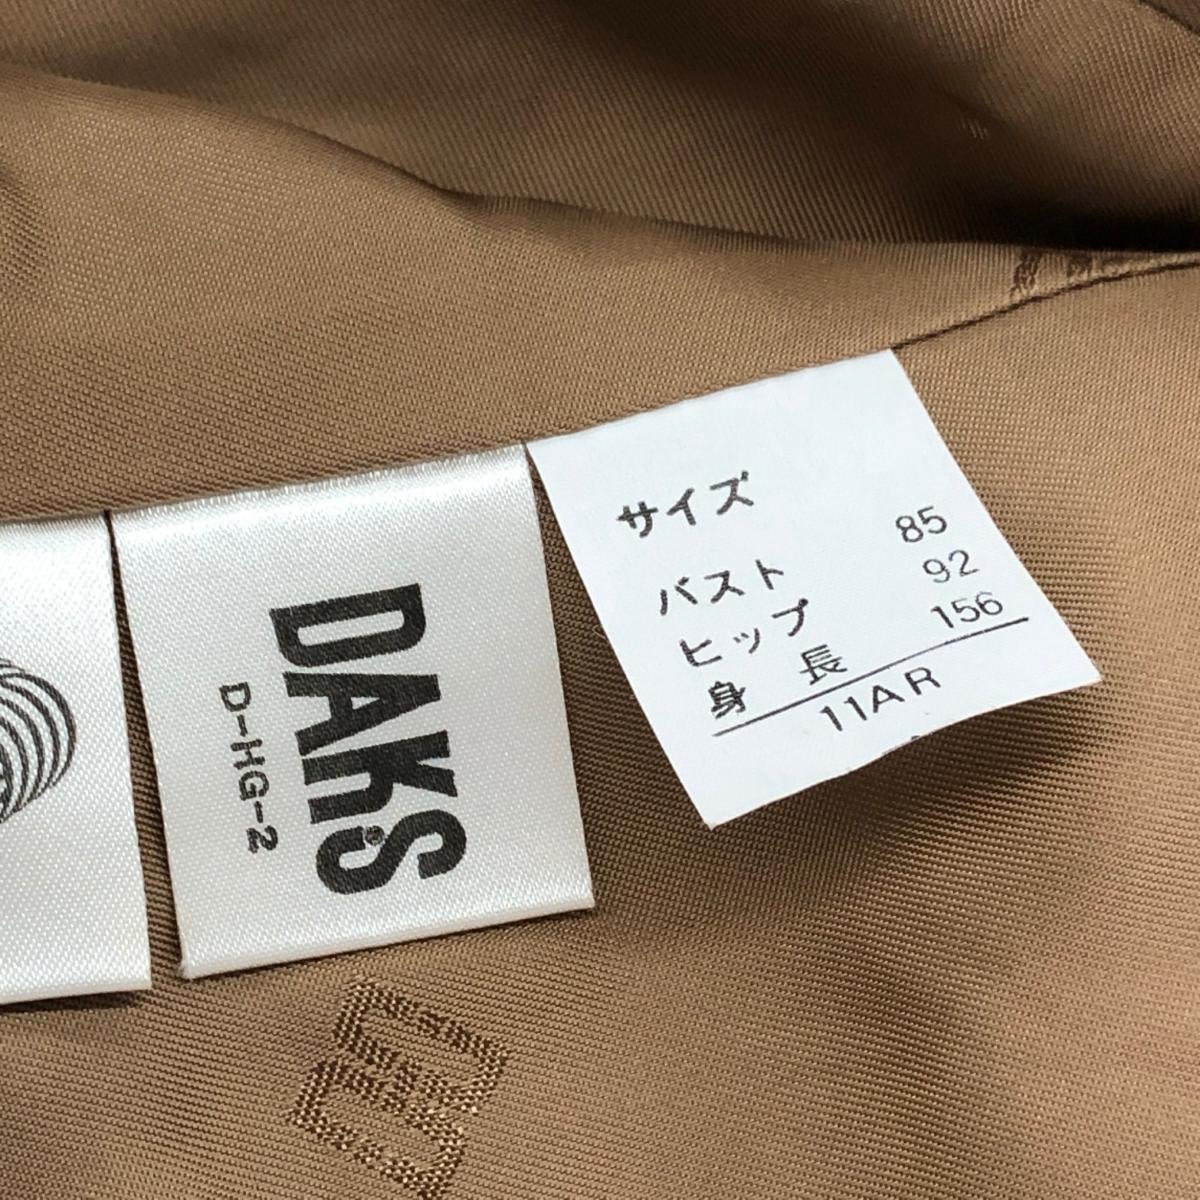 DAKS
D-HG-2
サイズ
バスト 85
ヒップ 92
身長 156
11AR